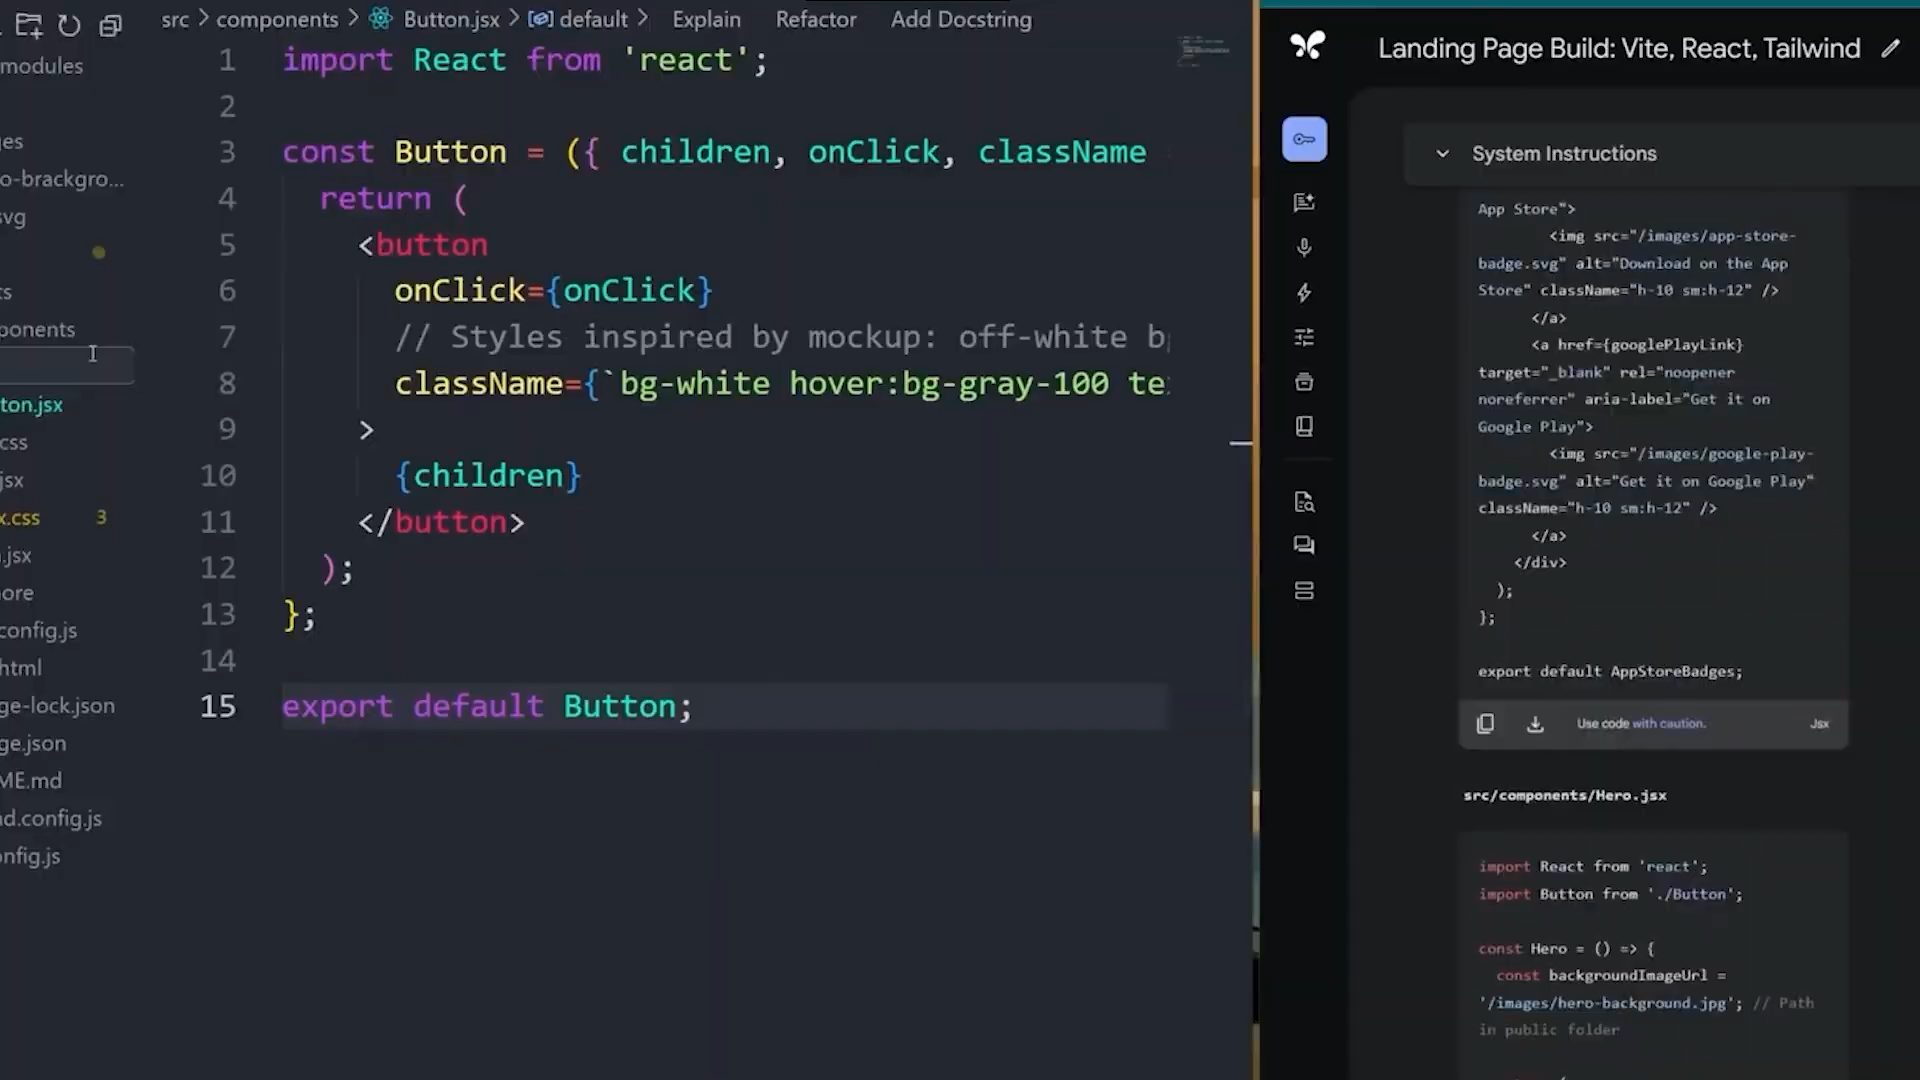 src > components > Button.jsx > default > Explain Refactor Add Docstring
modules
ges
o-brackgro...
svg
ts
ponents
ton.jsx
css
jsx
x.css 3
.jsx
ore
config.js
html
ge-lock.json
ge.json
ME.md
nd.config.js
onfig.js
1 import React from 'react';
2
3 const Button = ({ children, onClick, className
4 return (
5 <button
6 onClick={onClick}
7 // Styles inspired by mockup: off-white b
8 className={`bg-white hover:bg-gray-100 te
9 >
10 {children}
11 </button>
12 );
13 };
14
15 export default Button;
Landing Page Build: Vite, React, Tailwind
System Instructions
App Store">
<img src="/images/app-store-
badge.svg" alt="Download on the App
Store" className="h-10 sm:h-12" />
</a>
<a href={googlePlayLink}
target="_blank" rel="noopener
noreferrer" aria-label="Get it on
Google Play">
<img src="/images/google-play-
badge.svg" alt="Get it on Google Play"
className="h-10 sm:h-12" />
</a>
</div>
);
};
export default AppStoreBadges;
Use code with caution. Jsx
src/components/Hero.jsx
import React from 'react';
import Button from './Button';
const Hero = () => {
const backgroundImageUrl =
'/images/hero-background.jpg'; // Path
in public folder